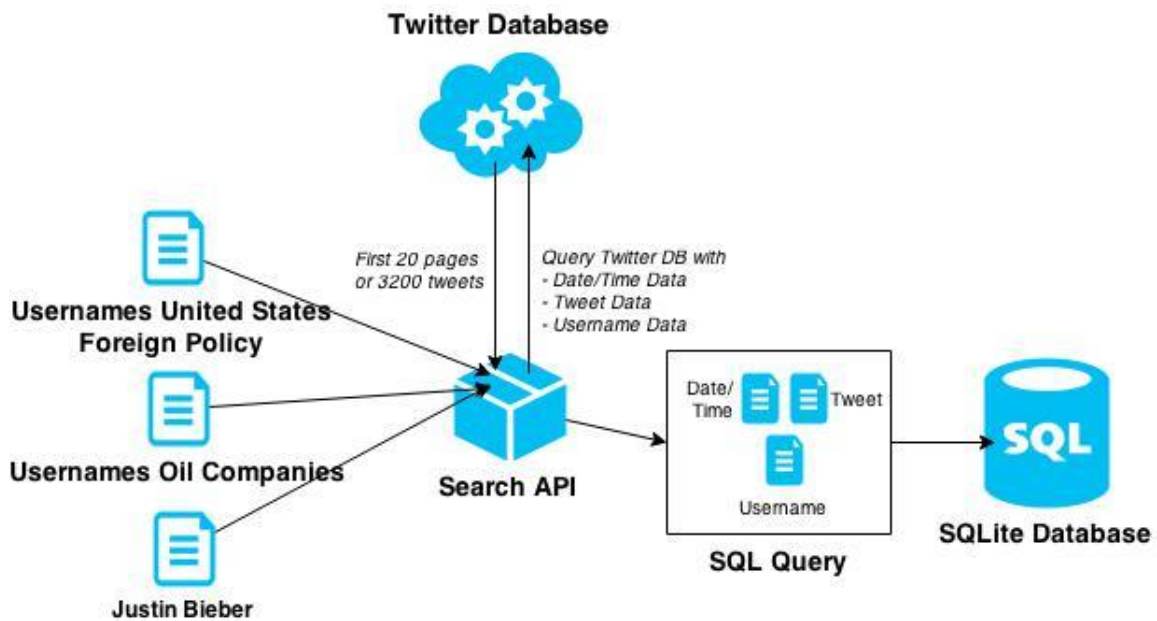 Twitter Database
First 20 pages
or 3200 tweets
Query Twitter DB with
- Date/Time Data
- Tweet Data
- Username Data
Usernames United States
Foreign Policy
Usernames Oil Companies
Justin Bieber
Search API
Date/
Time
Tweet
Username
SQL Query
SQL
SQLite Database